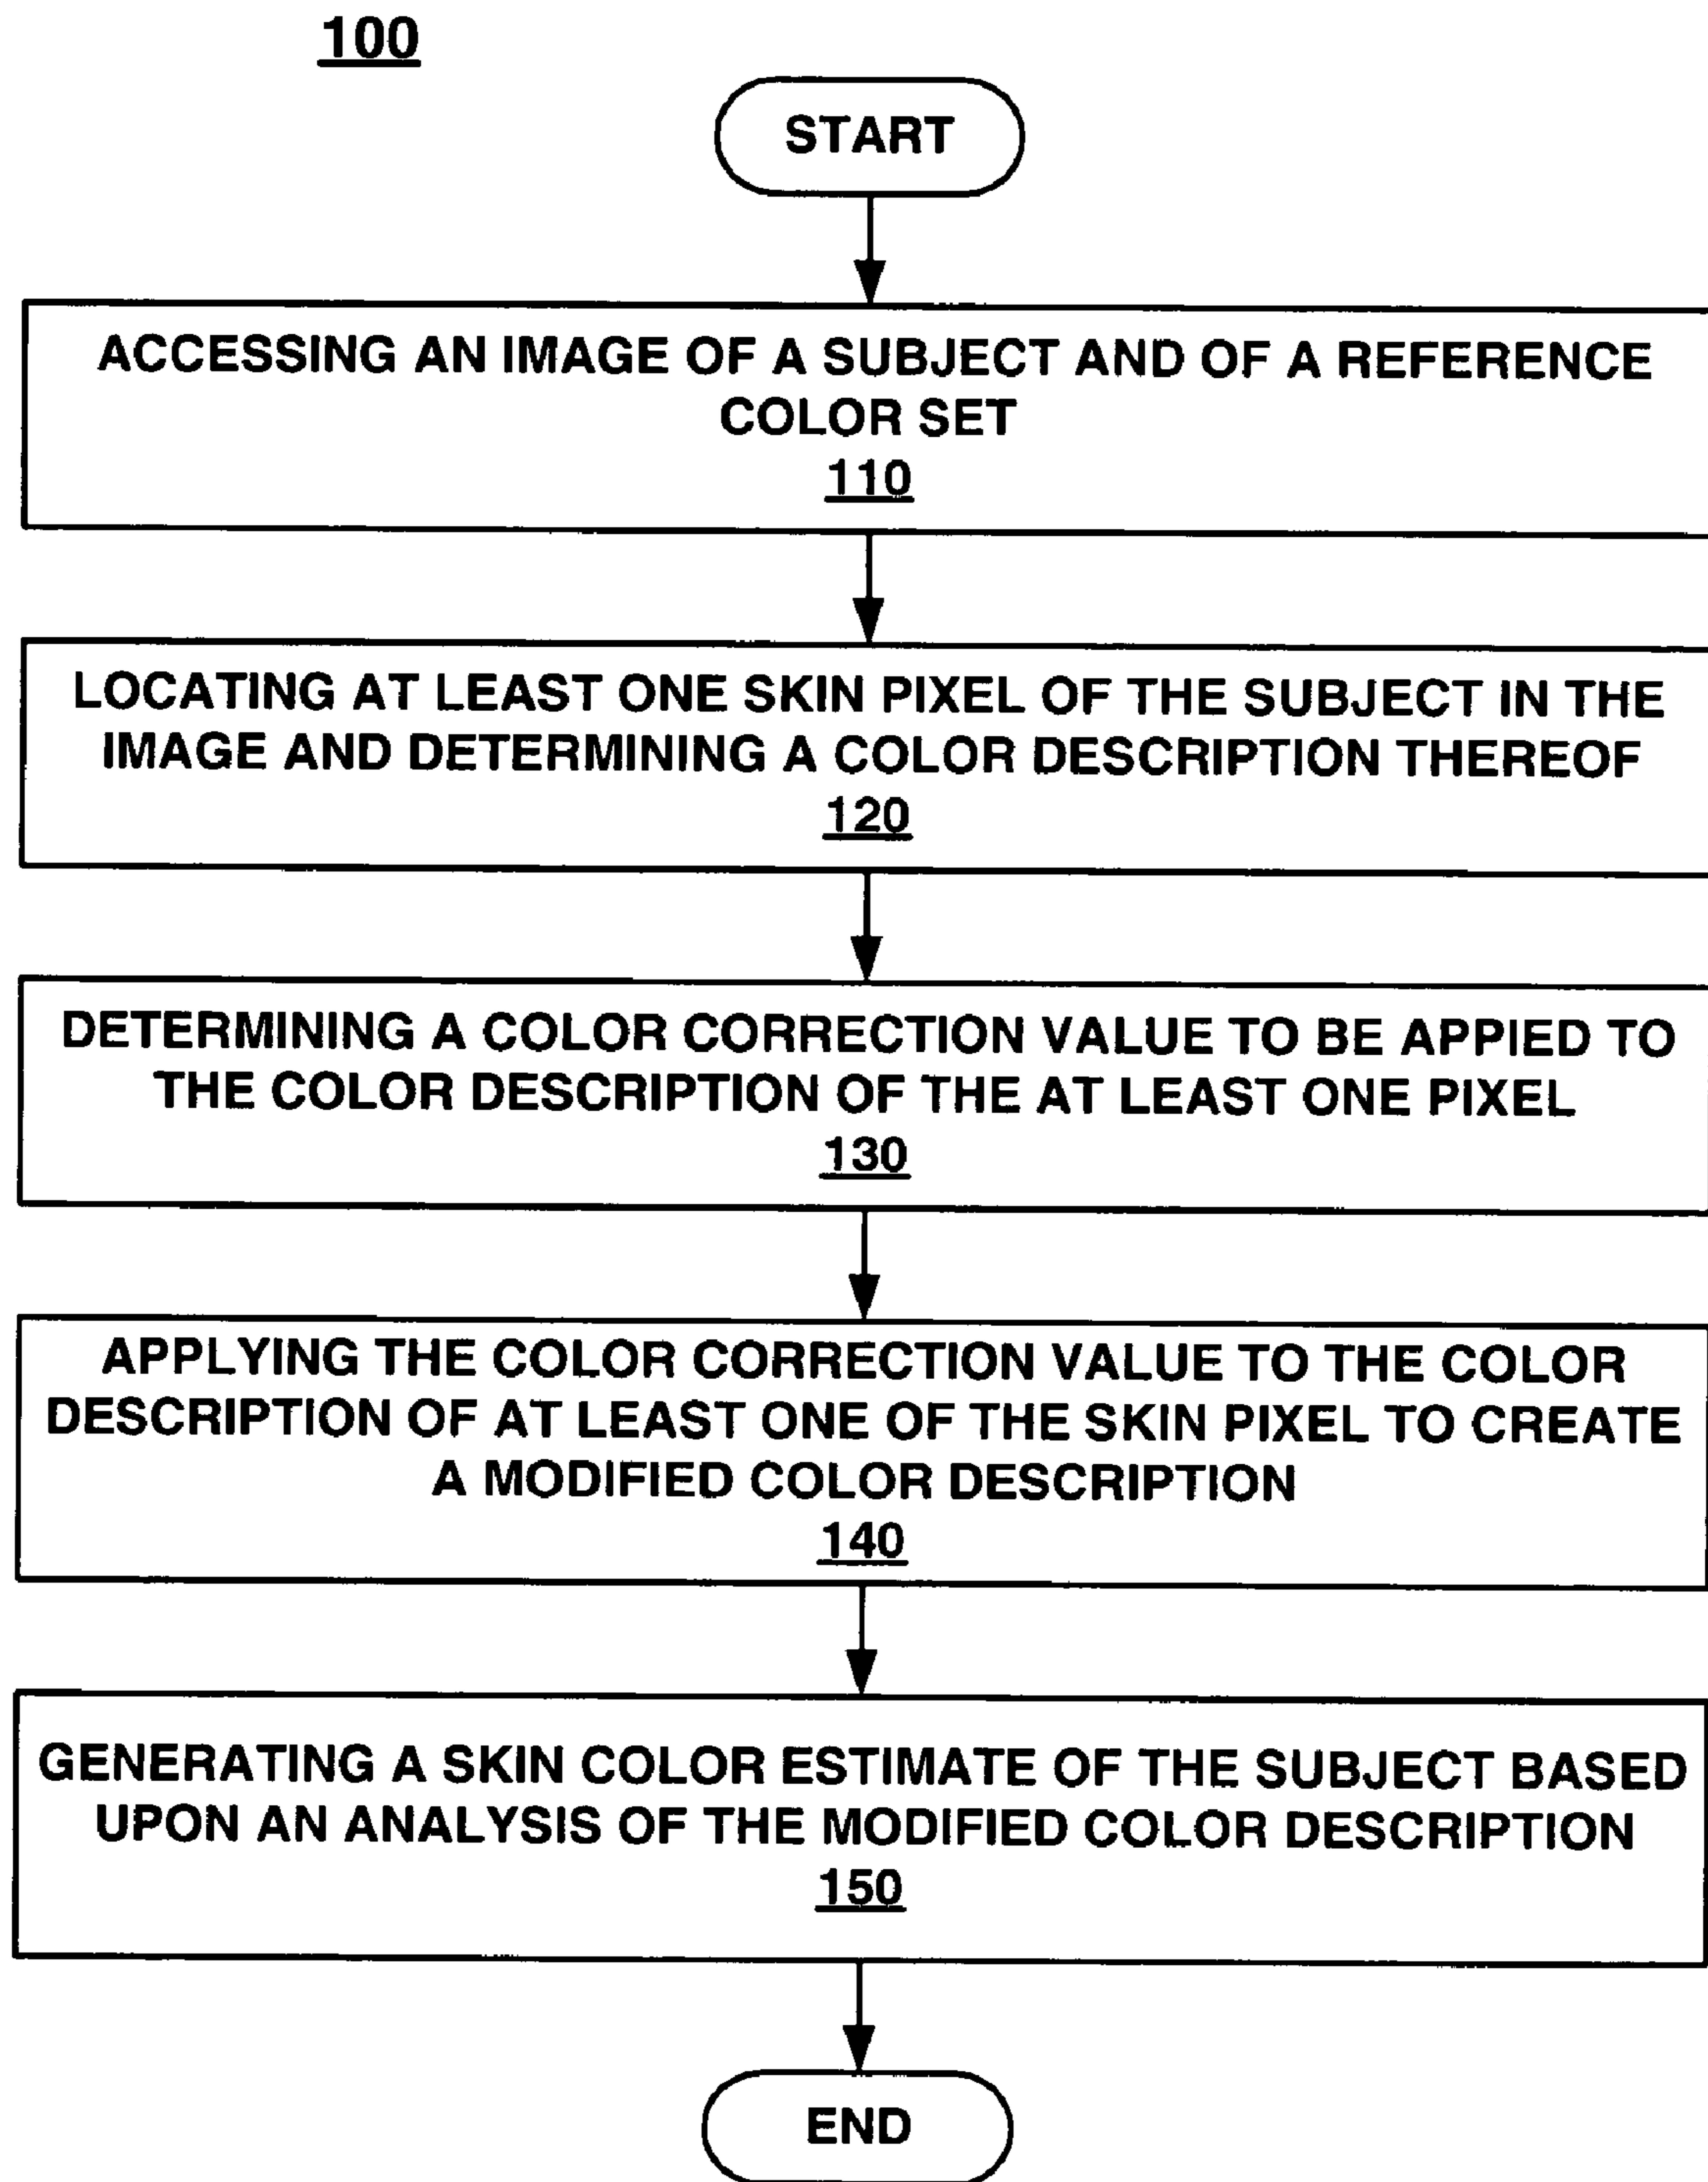 100
START
ACCESSING AN IMAGE OF A SUBJECT AND OF A REFERENCE
COLOR SET
110
LOCATING AT LEAST ONE SKIN PIXEL OF THE SUBJECT IN THE
IMAGE AND DETERMINING A COLOR DESCRIPTION THEREOF
120
DETERMINING A COLOR CORRECTION VALUE TO BE APPIED TO
THE COLOR DESCRIPTION OF THE AT LEAST ONE PIXEL
130
APPLYING THE COLOR CORRECTION VALUE TO THE COLOR
DESCRIPTION OF AT LEAST ONE OF THE SKIN PIXEL TO CREATE
A MODIFIED COLOR DESCRIPTION
140
GENERATING A SKIN COLOR ESTIMATE OF THE SUBJECT BASED
UPON AN ANALYSIS OF THE MODIFIED COLOR DESCRIPTION
150
END